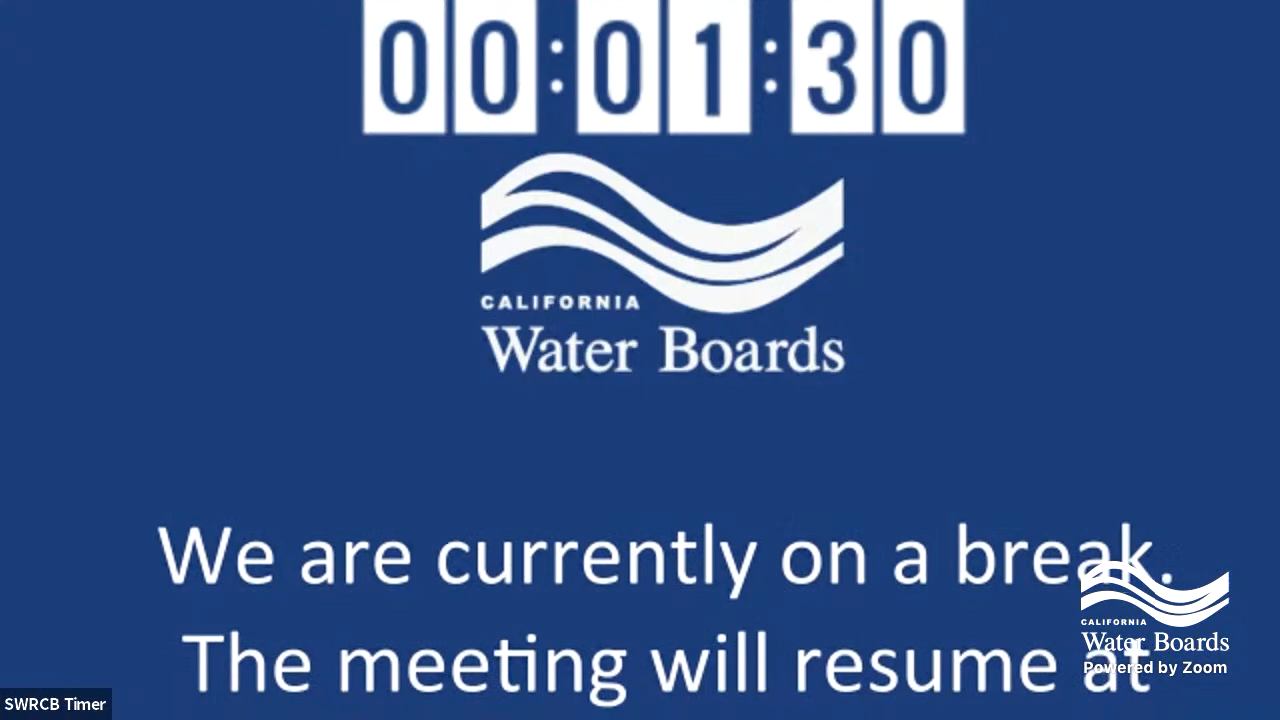 00:01:30
CALIFORNIA
Water Boards
We are currently on a break.
The meeting will resume at
CALIFORNIA
Water Boards
Powered by Zoom
SWRCB Timer